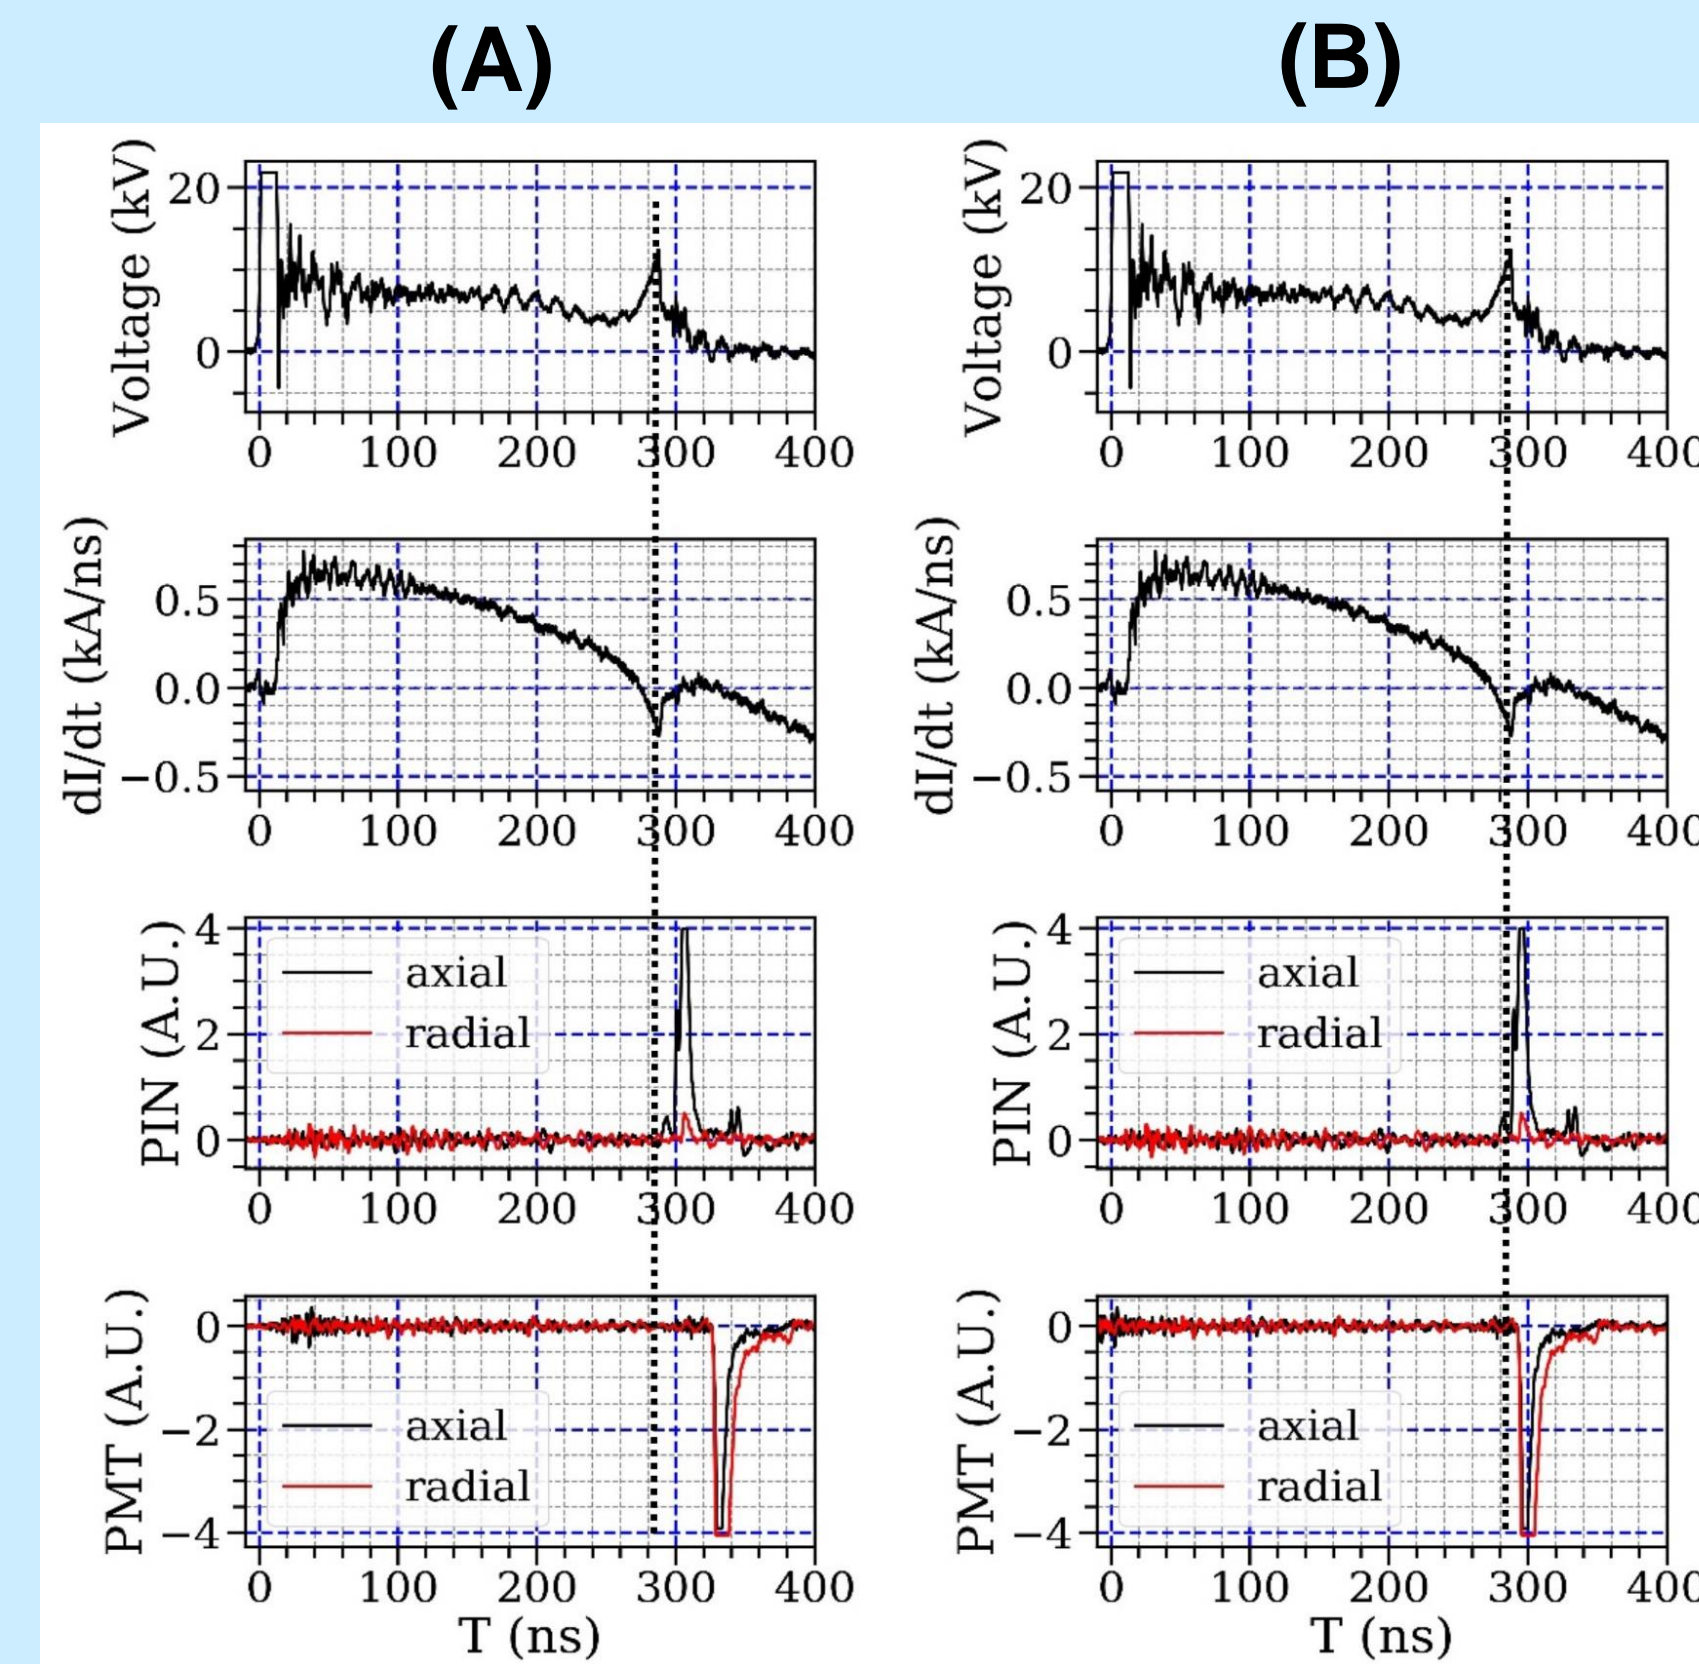 (A)
(B)
Voltage (kV)
20
0
0 100 200 300 400
Voltage (kV)
20
0
0 100 200 300 400
dI/dt (kA/ns)
0.5
0.0
−0.5
0 100 200 300 400
dI/dt (kA/ns)
0.5
0.0
−0.5
0 100 200 300 400
PIN (A.U.)
4
2
0
axial
radial
0 100 200 300 400
PIN (A.U.)
4
2
0
axial
radial
0 100 200 300 400
PMT (A.U.)
0
−2
−4
axial
radial
0 100 200 300 400
T (ns)
PMT (A.U.)
0
−2
−4
axial
radial
0 100 200 300 400
T (ns)